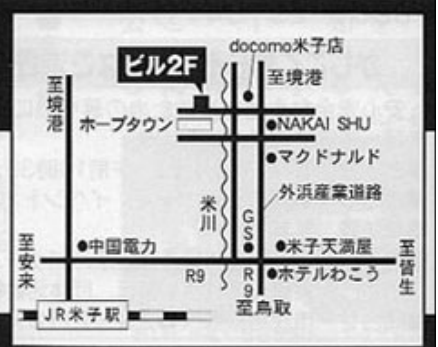 docomo米子店
ビル2F
至境港
至境港
ホープタウン
NAKAI SHU
マクドナルド
外浜産業道路
米川
GS
中国電力
米子天満屋
至安来
至皆生
R9
R9
ホテルわこう
JR米子駅
至鳥取